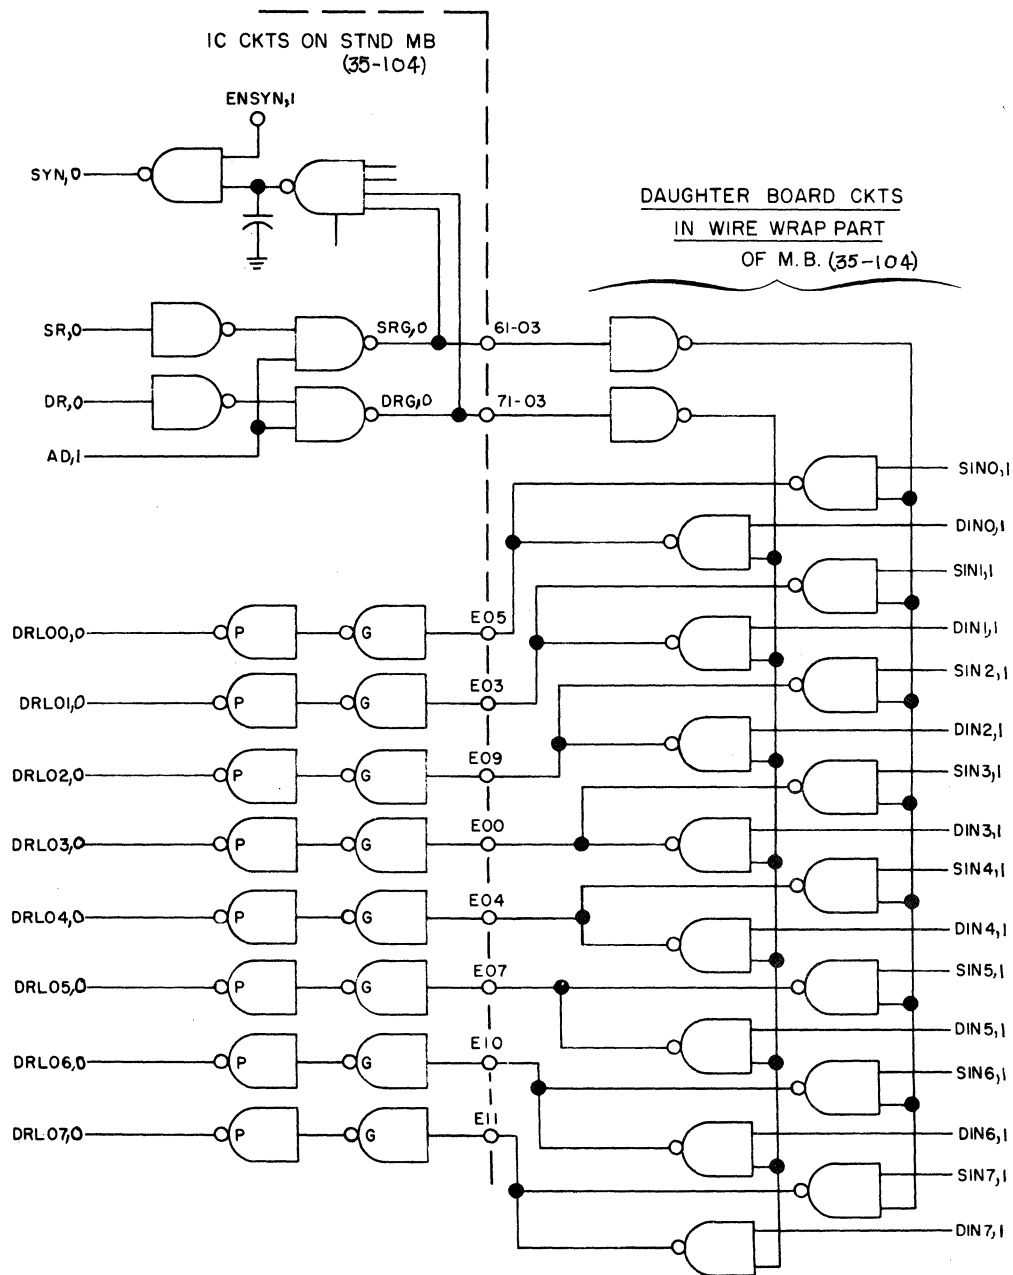 IC CKTS ON STND MB
(35-104)
ENSYN,1
SYN,0
DAUGHTER BOARD CKTS
IN WIRE WRAP PART
OF M.B. (35-104)
SR,0
SRG,0
61-03
DR,0
DRG,0
71-03
AD,1
SIN0,1
DIN0,1
SIN1,1
E05
DRL00,0
P
G
DIN1,1
SIN2,1
E03
DRL01,0
P
G
DIN2,1
E09
DRL02,0
P
G
SIN3,1
E00
DIN3,1
DRL03,0
P
G
SIN4,1
E04
DRL04,0
P
G
DIN4,1
SIN5,1
E07
DRL05,0
P
G
DIN5,1
E10
DRL06,0
P
G
SIN6,1
E11
DRL07,0
P
G
DIN6,1
SIN7,1
DIN7,1